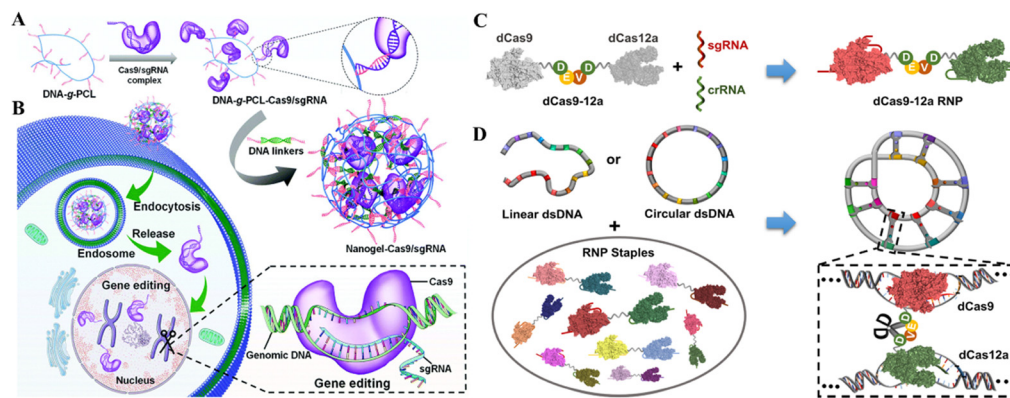 A
DNA-g-PCL
Cas9/sgRNA
complex
DNA-g-PCL-Cas9/sgRNA
B
DNA linkers
Nanogel-Cas9/sgRNA
Endocytosis
Endosome
Release
Gene editing
Nucleus
Cas9
Genomic DNA
sgRNA
Gene editing
C
dCas9
dCas12a
D
D
E
V
dCas9-12a
+
sgRNA
crRNA
D
D
E
V
dCas9-12a RNP
D
or
Linear dsDNA
Circular dsDNA
+
RNP Staples
dCas9
dCas12a